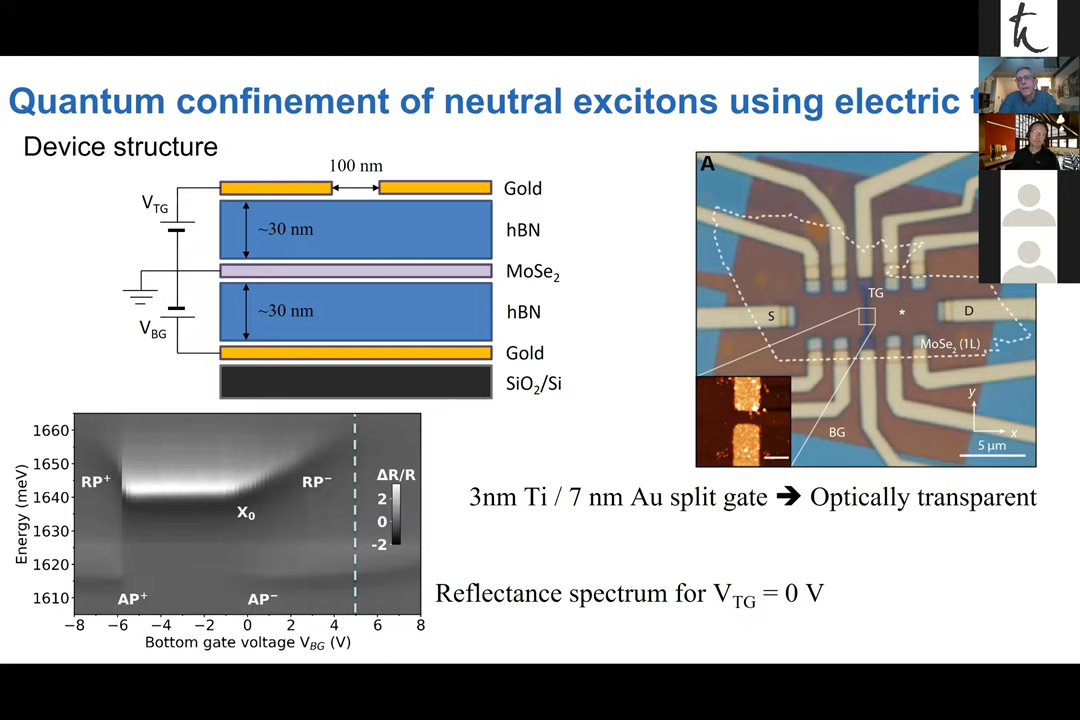 Quantum confinement of neutral excitons using electric
Device structure
100 nm
Gold
V_TG
~30 nm
hBN
MoSe₂
~30 nm
hBN
V_BG
Gold
SiO₂/Si
A
TG
S
*
D
MoSe₂ (1L)
BG
y
x
5 μm
1660
1650
1640
1630
1620
1610
Energy (meV)
RP⁺
RP⁻
X₀
AP⁺
AP⁻
ΔR/R
2
0
-2
−8 −6 −4 −2 0 2 4 6 8
Bottom gate voltage V_BG (V)
3nm Ti / 7 nm Au split gate ➔ Optically transparent
Reflectance spectrum for V_TG = 0 V